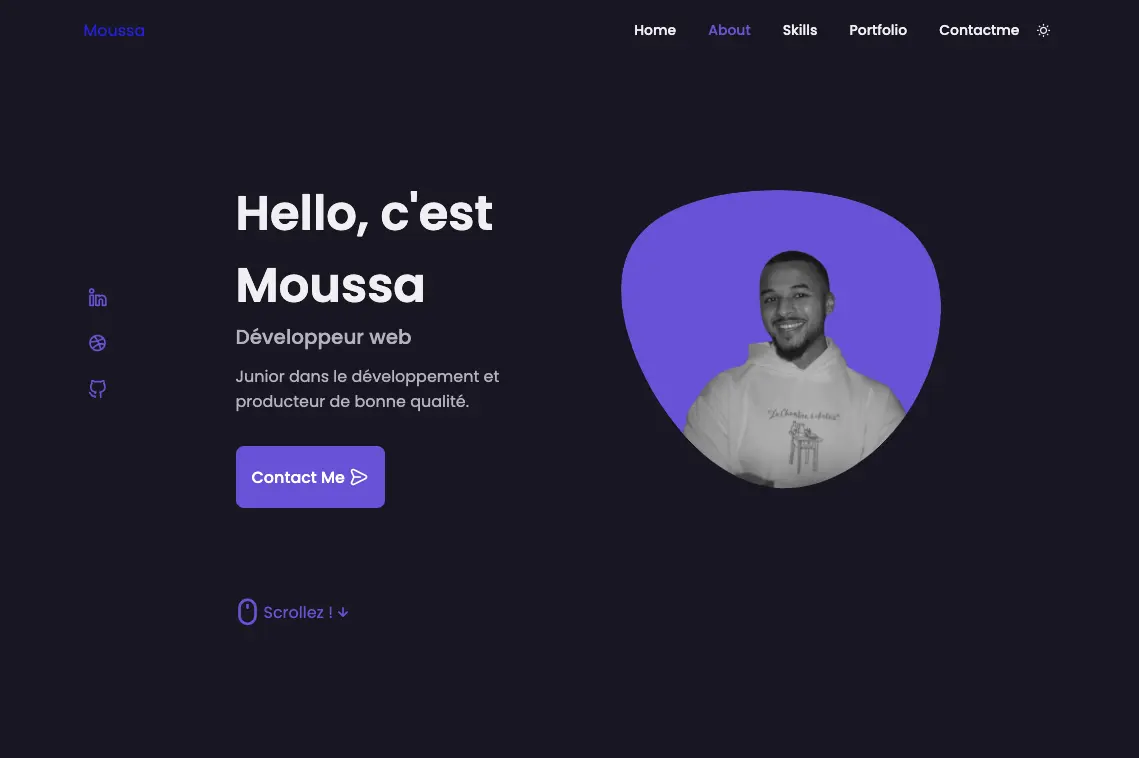 Moussa
Home About Skills Portfolio Contactme
Hello, c'est
Moussa
Développeur web
Junior dans le développement et
producteur de bonne qualité.
Contact Me
Scrollez !